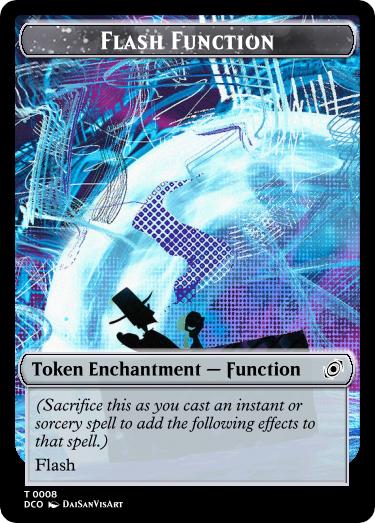 Flash Function
Token Enchantment — Function
(Sacrifice this as you cast an instant or
sorcery spell to add the following effects to
that spell.)
Flash
T 0008
DCO DaiSanVisArt